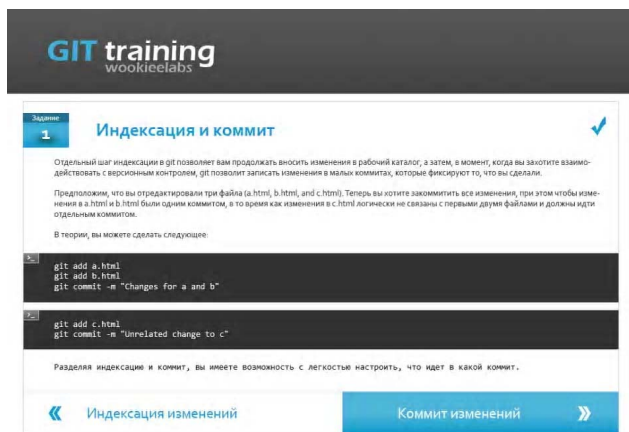 GIT training
wookieelabs
Задание
1
Индексация и коммит
Отдельный шаг индексации в git позволяет вам продолжать вносить изменения в рабочий каталог, а затем, в момент, когда вы захотите взаимо-
действовать с версионным контролем, git позволит записать изменения в малых коммитах, которые фиксируют то, что вы сделали.
Предположим, что вы отредактировали три файла (a.html, b.html, and c.html). Теперь вы хотите закоммитить все изменения, при этом чтобы изме-
нения в a.html и b.html были одним коммитом, в то время как изменения в c.html логически не связаны с первыми двумя файлами и должны идти
отдельным коммитом.
В теории, вы можете сделать следующее:
>_
git add a.html
git add b.html
git commit -m "Changes for a and b"
>_
git add c.html
git commit -m "Unrelated change to c"
Разделяя индексацию и коммит, вы имеете возможность с легкостью настроить, что идет в какой коммит.
« Индексация изменений
Коммит изменений »